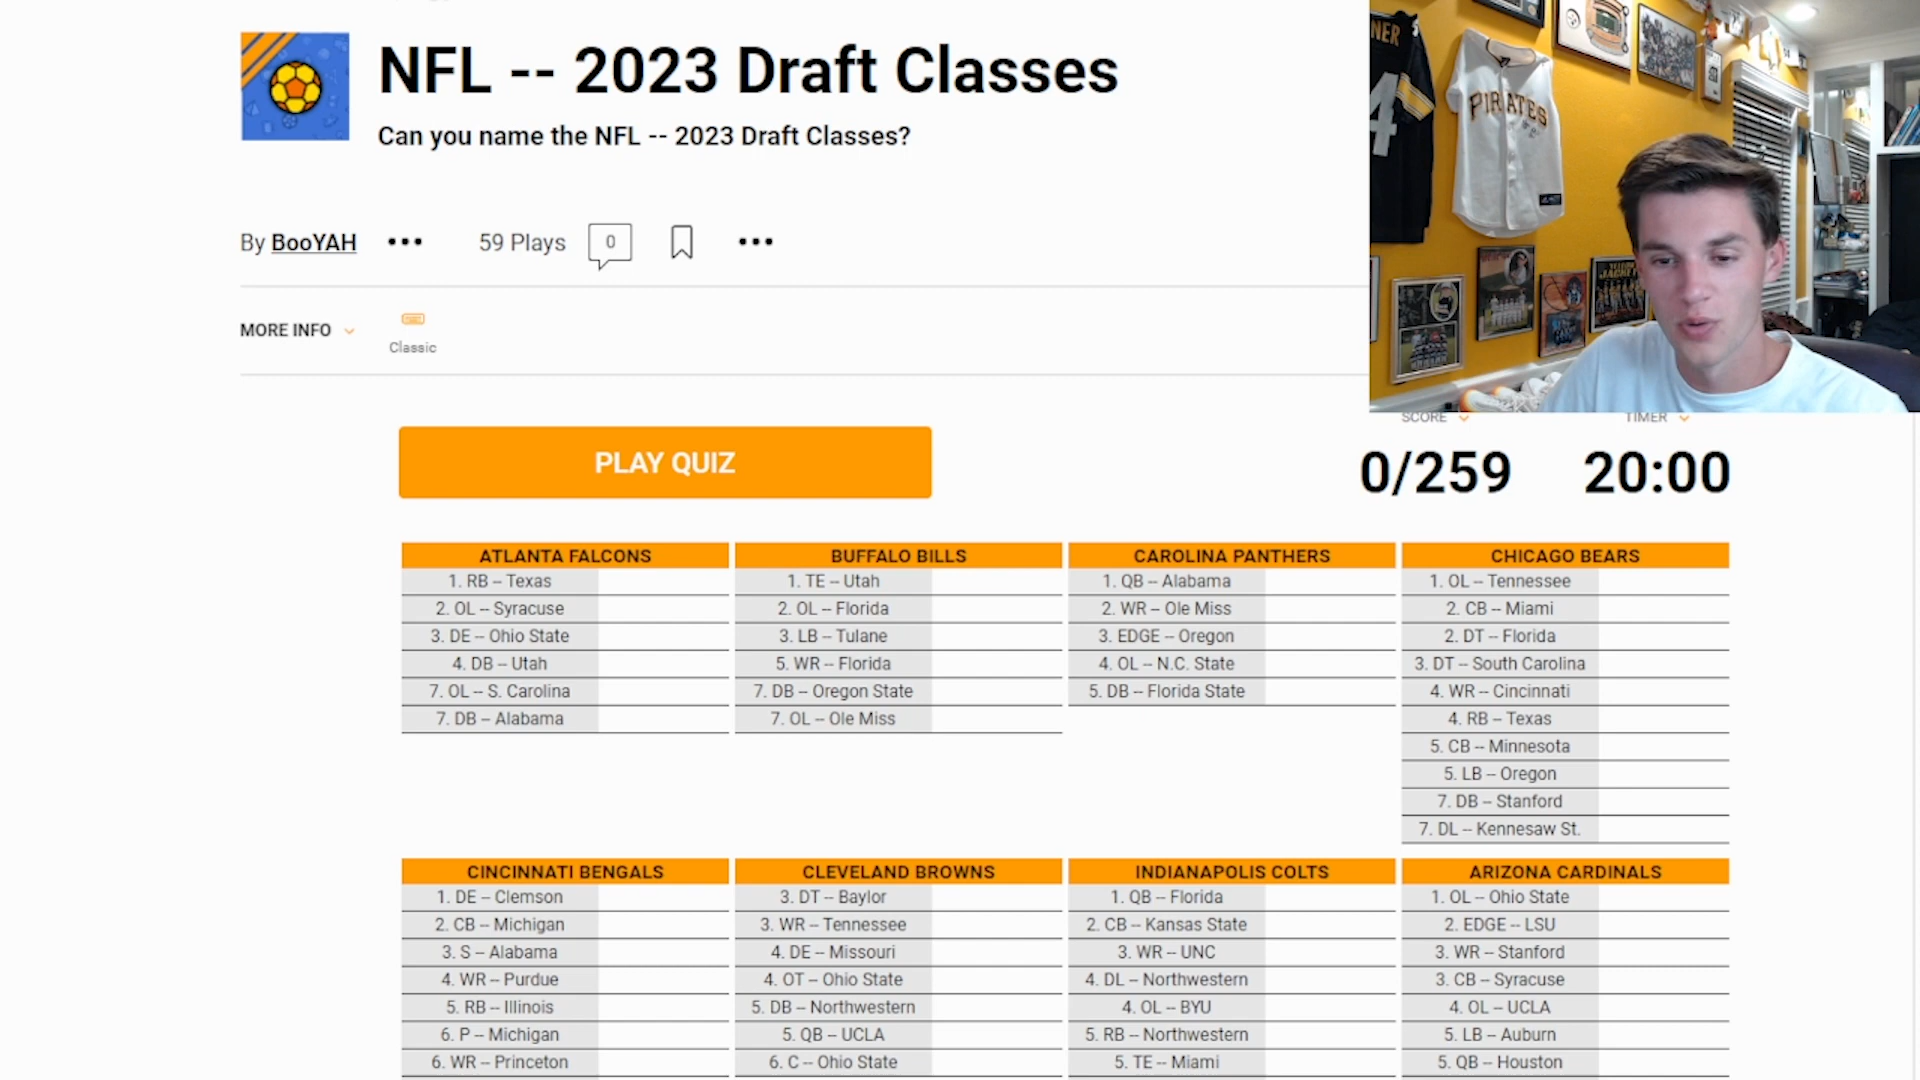 NFL -- 2023 Draft Classes
Can you name the NFL -- 2023 Draft Classes?
By BooYAH ••• 59 Plays 0 •••
MORE INFO
Classic
PLAY QUIZ
SCORE
TIMER
0/259
20:00
ATLANTA FALCONS
1. RB -- Texas
2. OL -- Syracuse
3. DE -- Ohio State
4. DB -- Utah
7. OL -- S. Carolina
7. DB -- Alabama
BUFFALO BILLS
1. TE -- Utah
2. OL -- Florida
3. LB -- Tulane
5. WR -- Florida
7. DB -- Oregon State
7. OL -- Ole Miss
CAROLINA PANTHERS
1. QB -- Alabama
2. WR -- Ole Miss
3. EDGE -- Oregon
4. OL -- N.C. State
5. DB -- Florida State
CHICAGO BEARS
1. OL -- Tennessee
2. CB -- Miami
2. DT -- Florida
3. DT -- South Carolina
4. WR -- Cincinnati
4. RB -- Texas
5. CB -- Minnesota
5. LB -- Oregon
7. DB -- Stanford
7. DL -- Kennesaw St.
CINCINNATI BENGALS
1. DE -- Clemson
2. CB -- Michigan
3. S -- Alabama
4. WR -- Purdue
5. RB -- Illinois
6. P -- Michigan
6. WR -- Princeton
CLEVELAND BROWNS
3. DT -- Baylor
3. WR -- Tennessee
4. DE -- Missouri
4. OT -- Ohio State
5. DB -- Northwestern
5. QB -- UCLA
6. C -- Ohio State
INDIANAPOLIS COLTS
1. QB -- Florida
2. CB -- Kansas State
3. WR -- UNC
4. DL -- Northwestern
4. OL -- BYU
5. RB -- Northwestern
5. TE -- Miami
ARIZONA CARDINALS
1. OL -- Ohio State
2. EDGE -- LSU
3. WR -- Stanford
3. CB -- Syracuse
4. OL -- UCLA
5. LB -- Auburn
5. QB -- Houston
NER
4
PIRATES